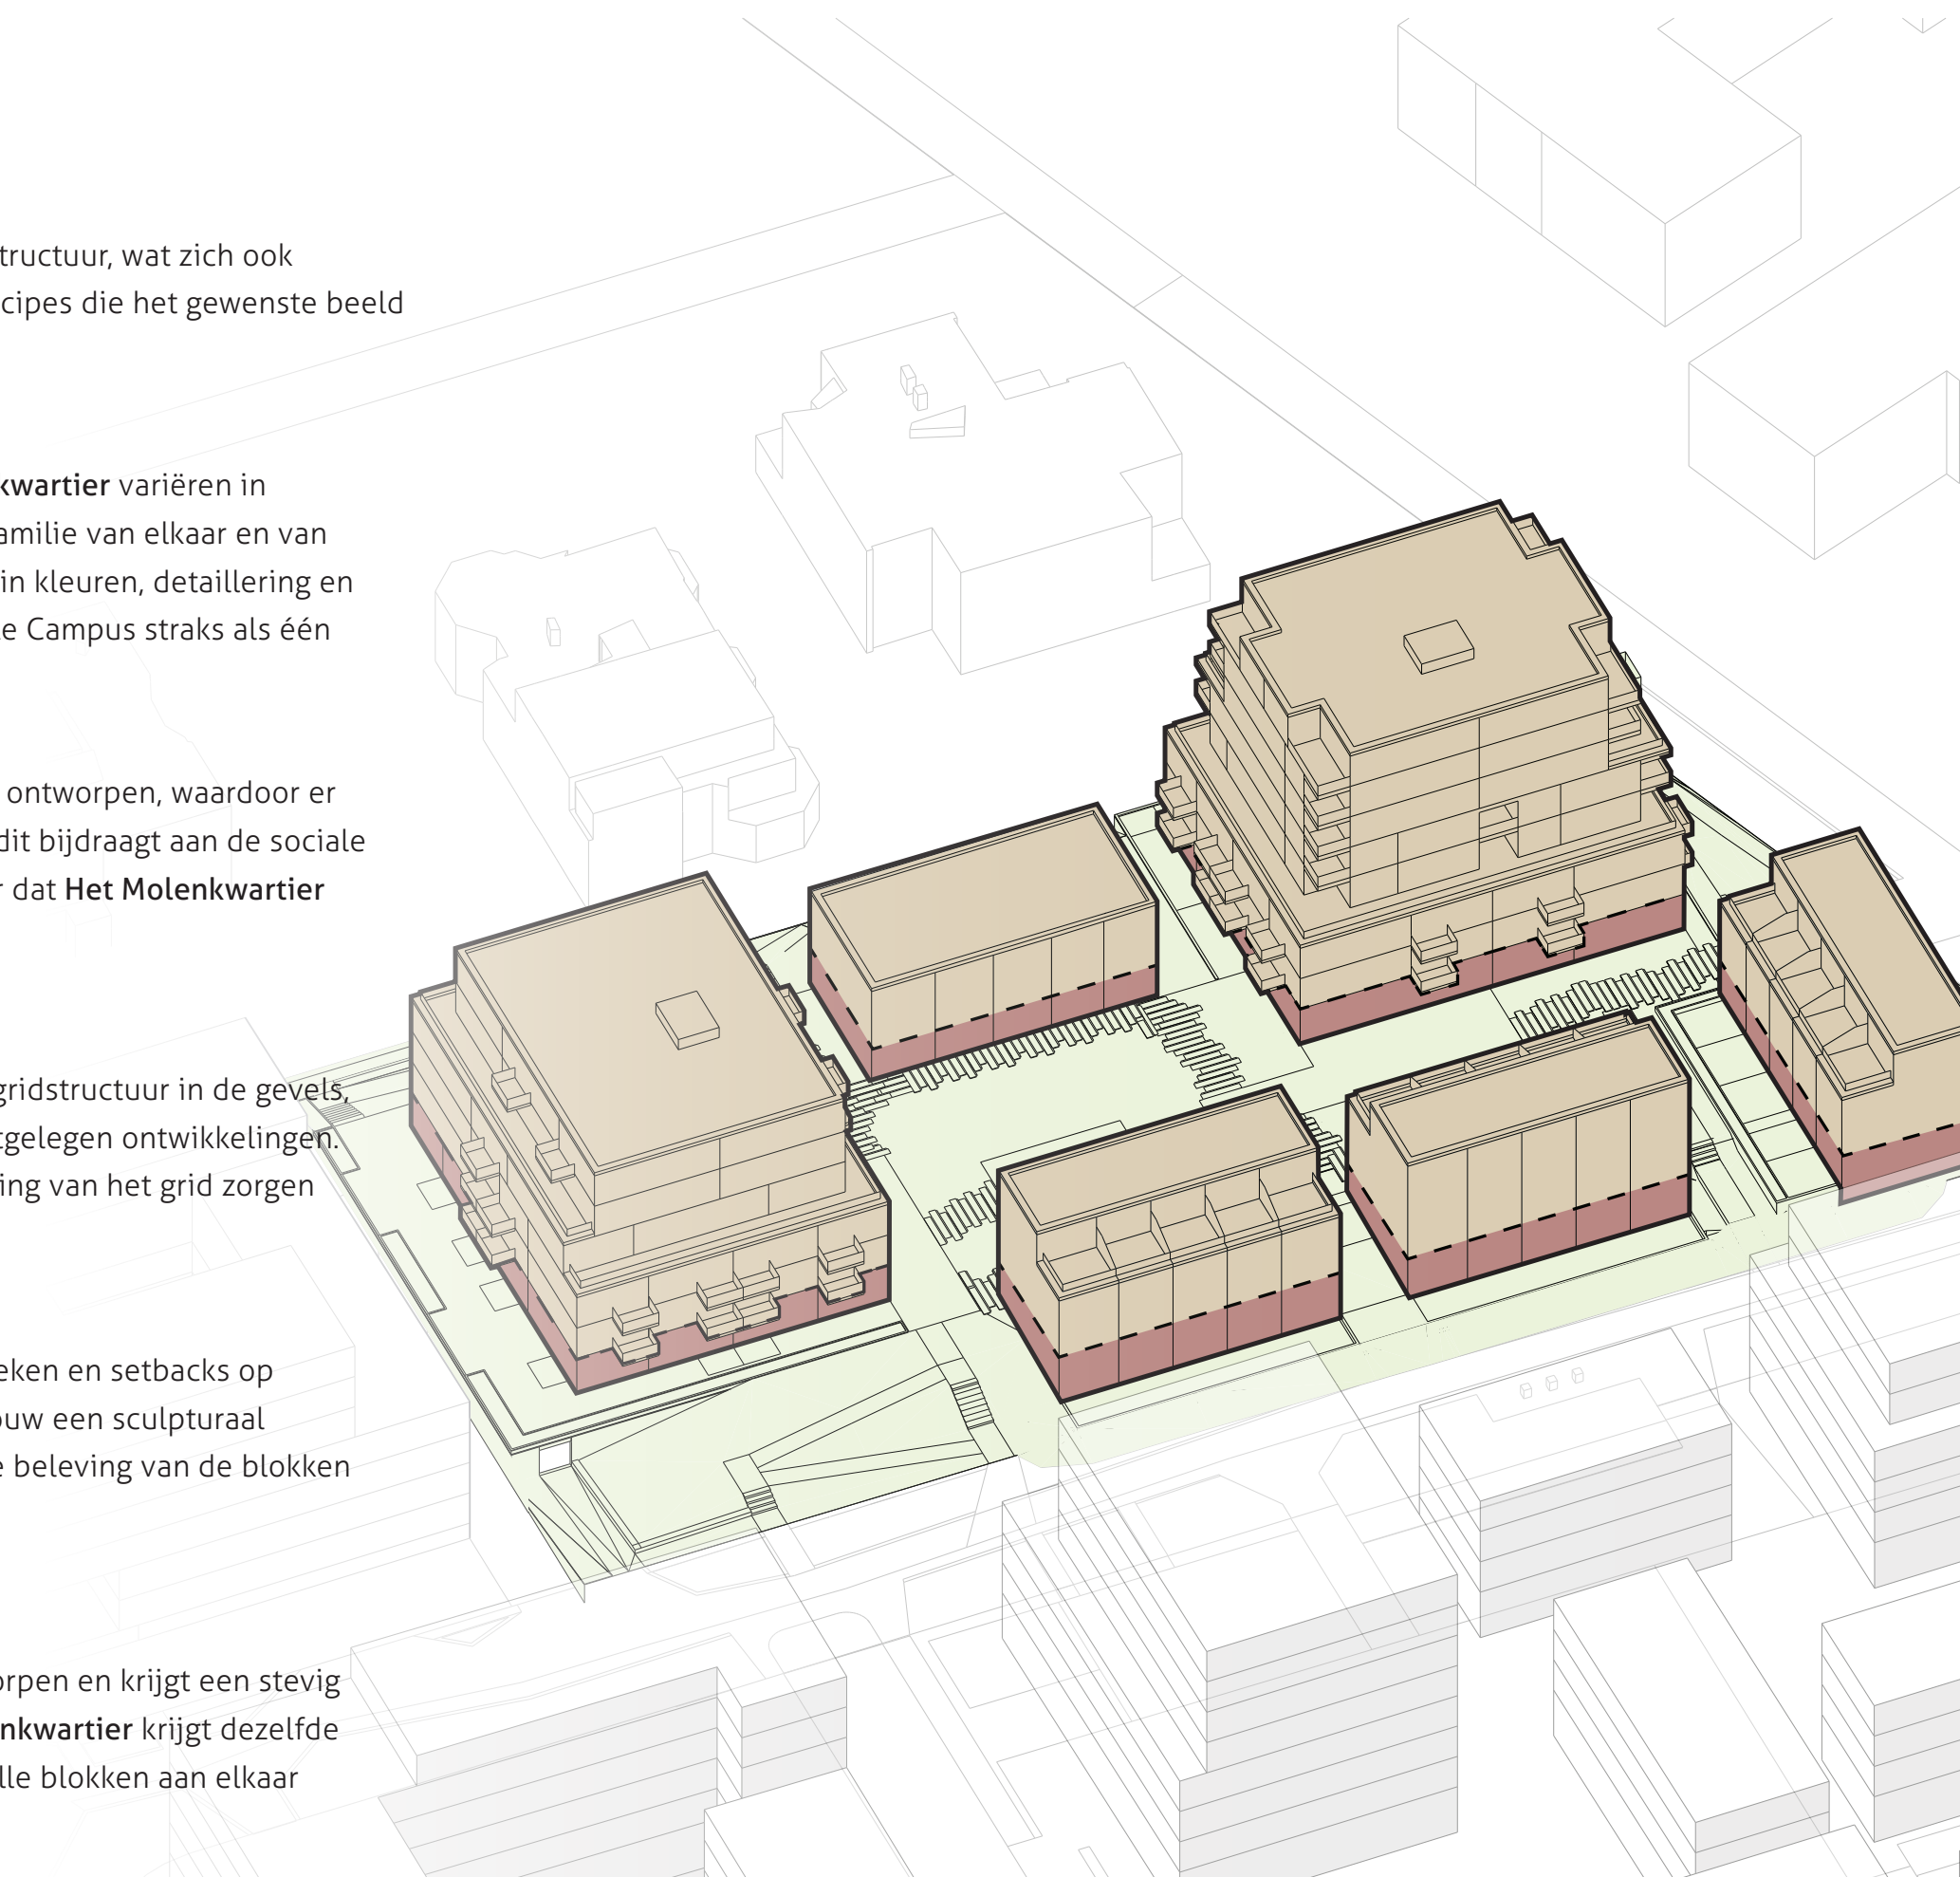 tructuur, wat zich ook
cipes die het gewenste beeld
kwartier variëren in
amilie van elkaar en van
in kleuren, detaillering en
e Campus straks als één
ontworpen, waardoor er
dit bijdraagt aan de sociale
r dat Het Molenkwartier
gridstructuur in de gevels,
tgelegen ontwikkelingen.
ing van het grid zorgen
eken en setbacks op
ouw een sculpturaal
e beleving van de blokken
orpen en krijgt een stevig
nkwartier krijgt dezelfde
lle blokken aan elkaar